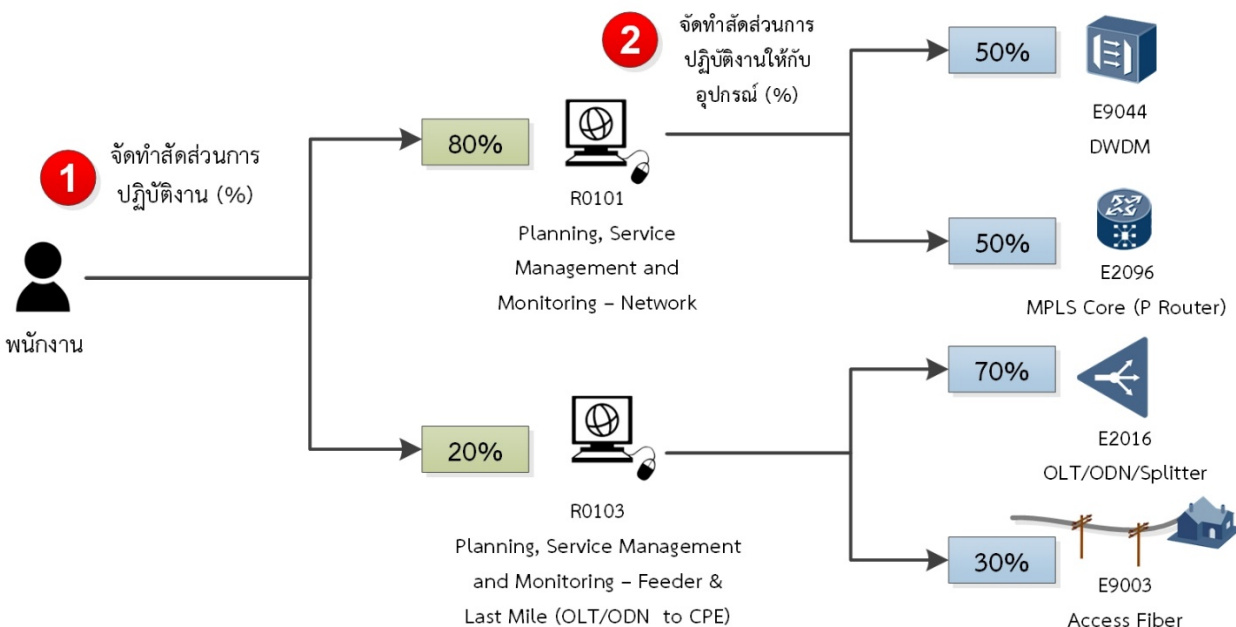 1
จัดทำสัดส่วนการ
ปฏิบัติงาน (%)
พนักงาน
80%
R0101
Planning, Service
Management and
Monitoring – Network
20%
R0103
Planning, Service Management
and Monitoring – Feeder &
Last Mile (OLT/ODN to CPE)
2
จัดทำสัดส่วนการ
ปฏิบัติงานให้กับ
อุปกรณ์ (%)
50%
E9044
DWDM
50%
E2096
MPLS Core (P Router)
70%
E2016
OLT/ODN/Splitter
30%
E9003
Access Fiber